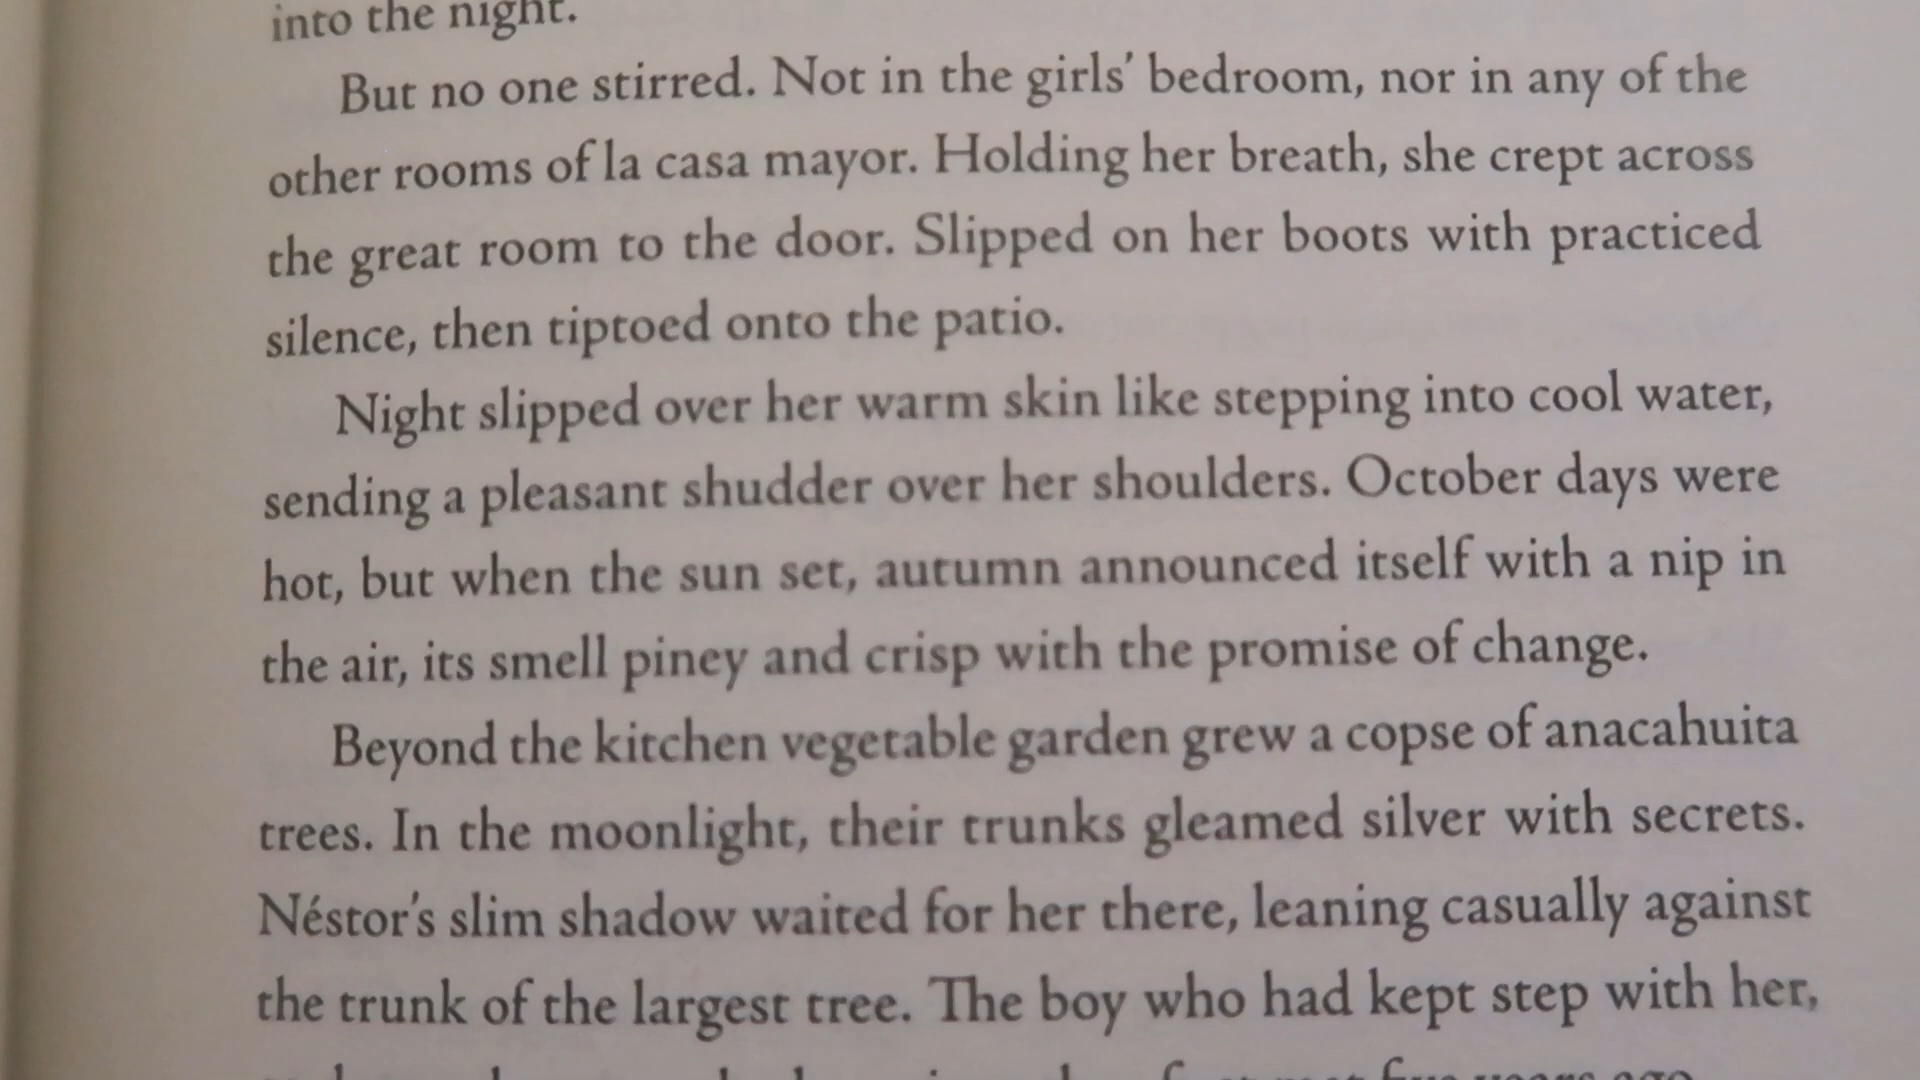 into the night.
But no one stirred. Not in the girls’ bedroom, nor in any of the
other rooms of la casa mayor. Holding her breath, she crept across
the great room to the door. Slipped on her boots with practiced
silence, then tiptoed onto the patio.
Night slipped over her warm skin like stepping into cool water,
sending a pleasant shudder over her shoulders. October days were
hot, but when the sun set, autumn announced itself with a nip in
the air, its smell piney and crisp with the promise of change.
Beyond the kitchen vegetable garden grew a copse of anacahuita
trees. In the moonlight, their trunks gleamed silver with secrets.
Néstor’s slim shadow waited for her there, leaning casually against
the trunk of the largest tree. The boy who had kept step with her,
five years ago